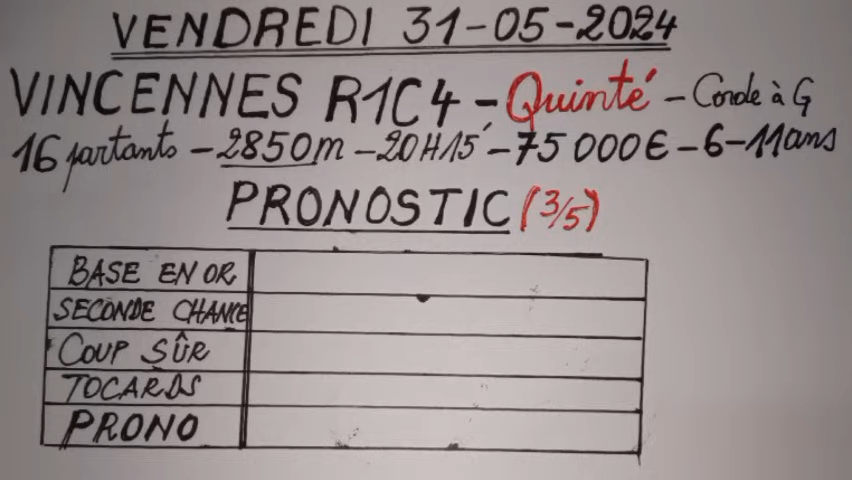 VENDREDI 31-05-2024
VINCENNES R1C4 - Quinté - Corde à G
16 partants - 2850m - 20H15' - 75 000€ - 6-11ans
PRONOSTIC (3/5)
BASE EN OR
SECONDE CHANCE
COUP SÛR
TOCARDS
PRONO